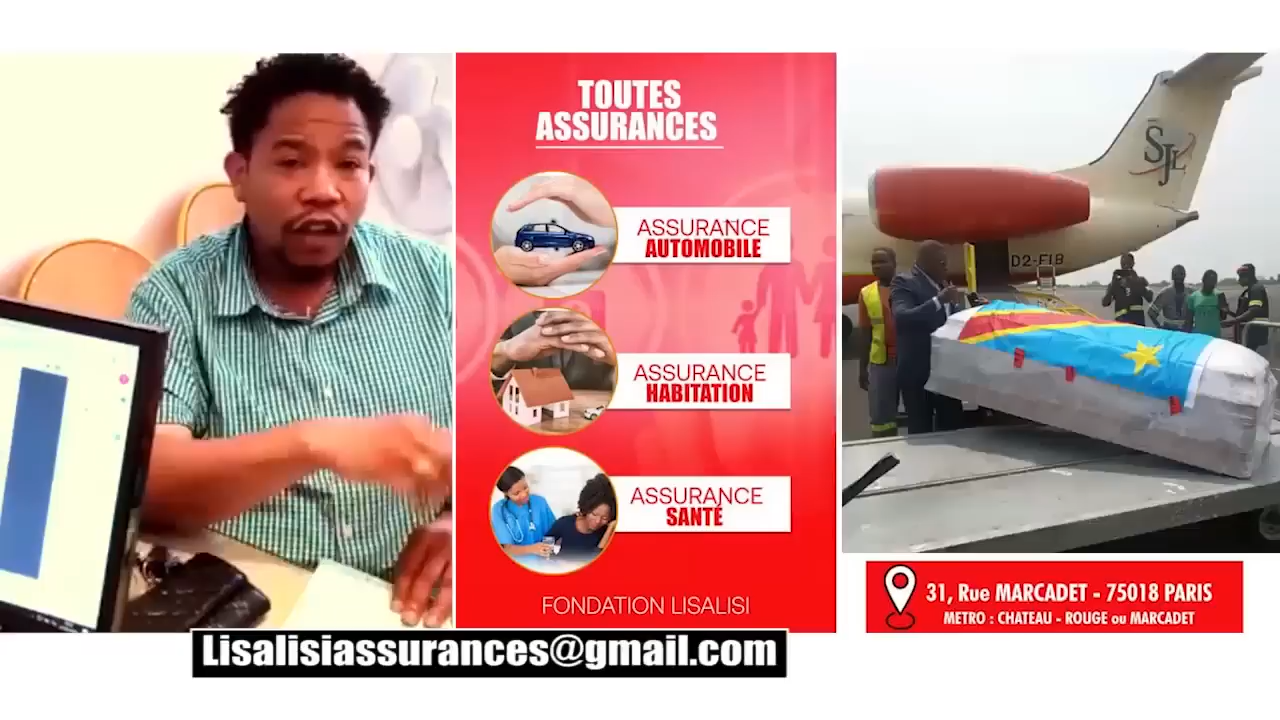 TOUTES
ASSURANCES
ASSURANCE
AUTOMOBILE
ASSURANCE
HABITATION
ASSURANCE
SANTÉ
FONDATION LISALISI
Lisalisiassurances@gmail.com
SJL
D2-FIB
31, Rue MARCADET - 75018 PARIS
METRO : CHATEAU - ROUGE ou MARCADET